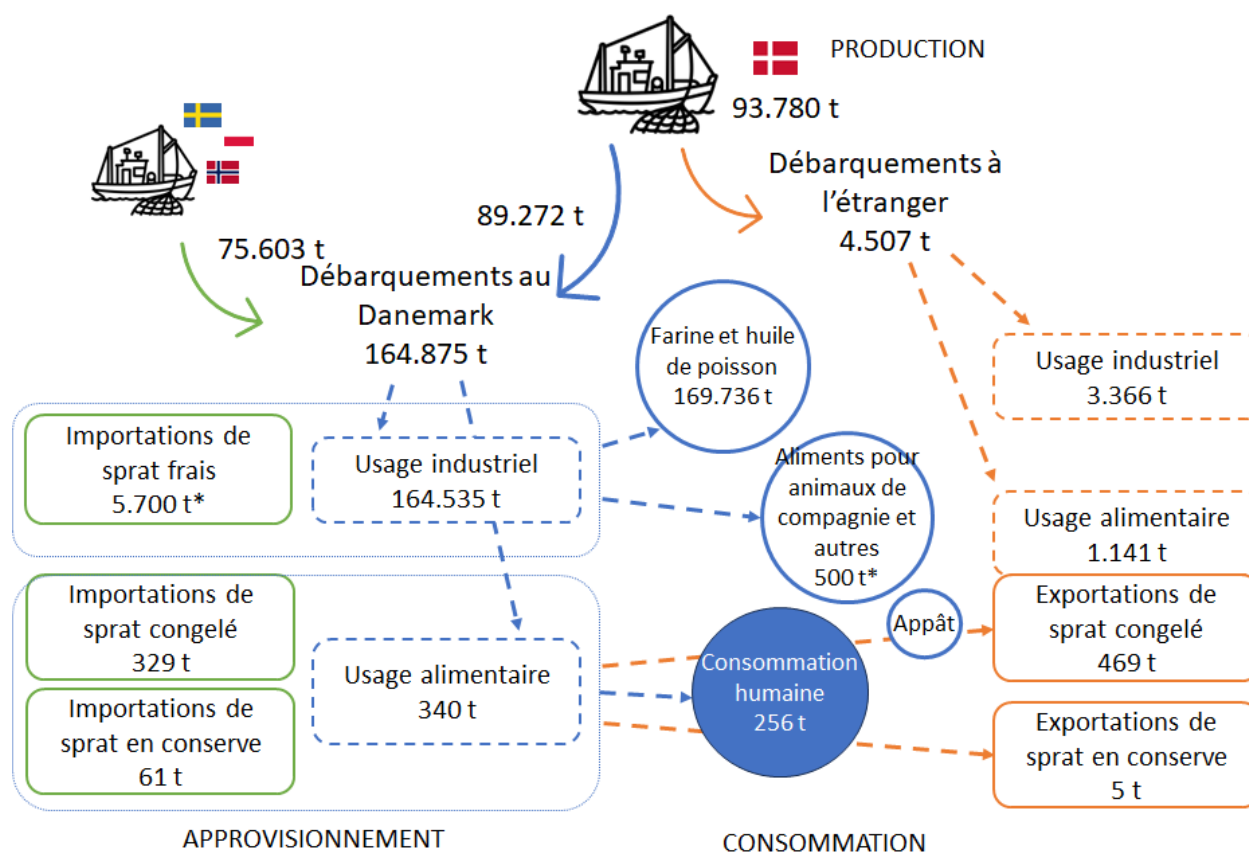 PRODUCTION
93.780 t
Débarquements à
l'étranger
4.507 t
89.272 t
75.603 t
Débarquements au
Danemark
164.875 t
Farine et huile
de poisson
169.736 t
Usage industriel
3.366 t
Importations de
sprat frais
5.700 t*
Usage industriel
164.535 t
Aliments pour
animaux de
compagnie et
autres
500 t*
Usage alimentaire
1.141 t
Importations de
sprat congelé
329 t
Appât
Exportations de
sprat congelé
469 t
Usage alimentaire
340 t
Consommation
humaine
256 t
Importations de
sprat en conserve
61 t
Exportations de
sprat en conserve
5 t
APPROVISIONNEMENT
CONSOMMATION